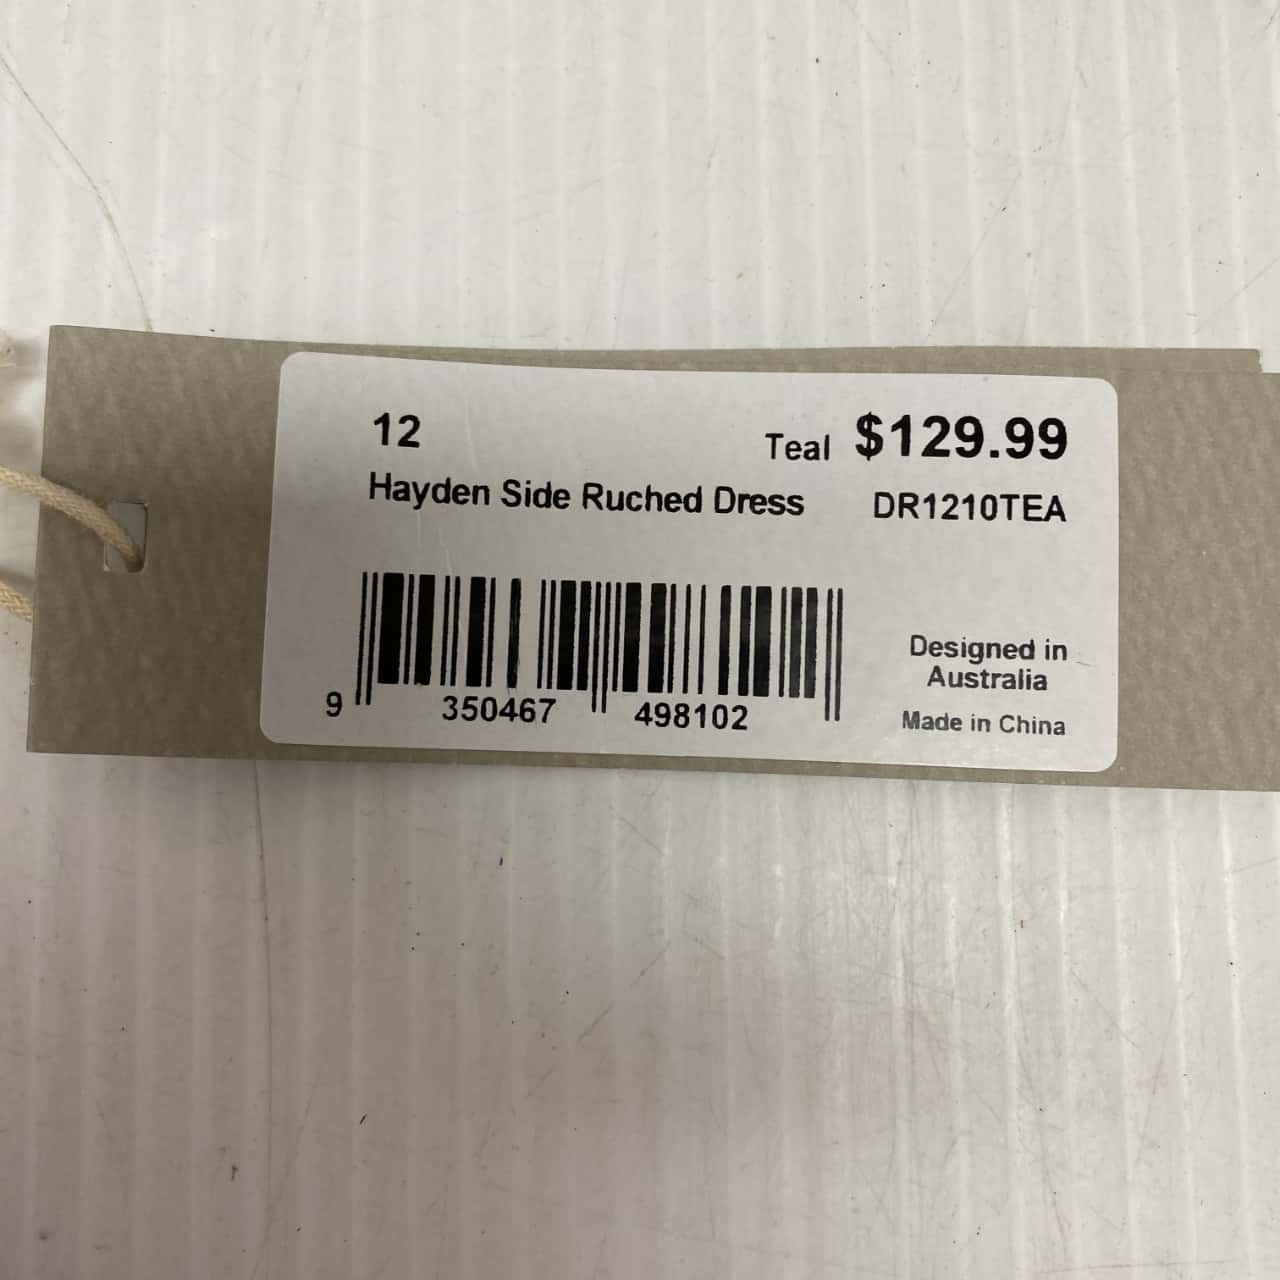 12 Teal $129.99
Hayden Side Ruched Dress DR1210TEA
Designed in
Australia
Made in China
9 350467 498102